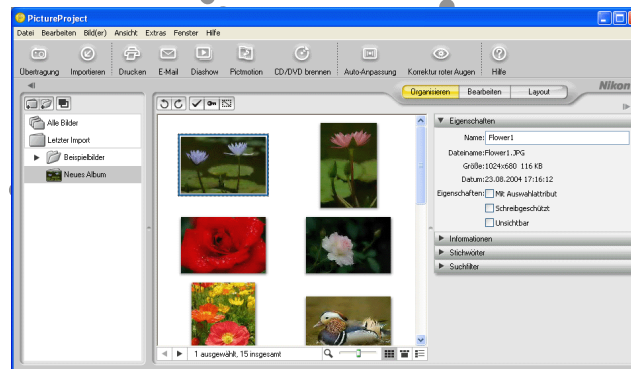 PictureProject
Datei Bearbeiten Bild(er) Ansicht Extras Fenster Hilfe
Übertragung Importieren Drucken E-Mail Diashow Pictmotion CD/DVD brennen Auto-Anpassung Korrektur roter Augen Hilfe
Organisieren Bearbeiten Layout
Nikon
Alle Bilder
Letzter Import
Beispielbilder
Neues Album
Eigenschaften
Name: Flower1
Dateiname:Flower1.JPG
Größe:1024x680 116 KB
Datum:23.08.2004 17:16:12
Eigenschaften: Mit Auswahlattribut
Schreibgeschützt
Unsichtbar
Informationen
Stichwörter
Suchfilter
1 ausgewählt, 15 insgesamt